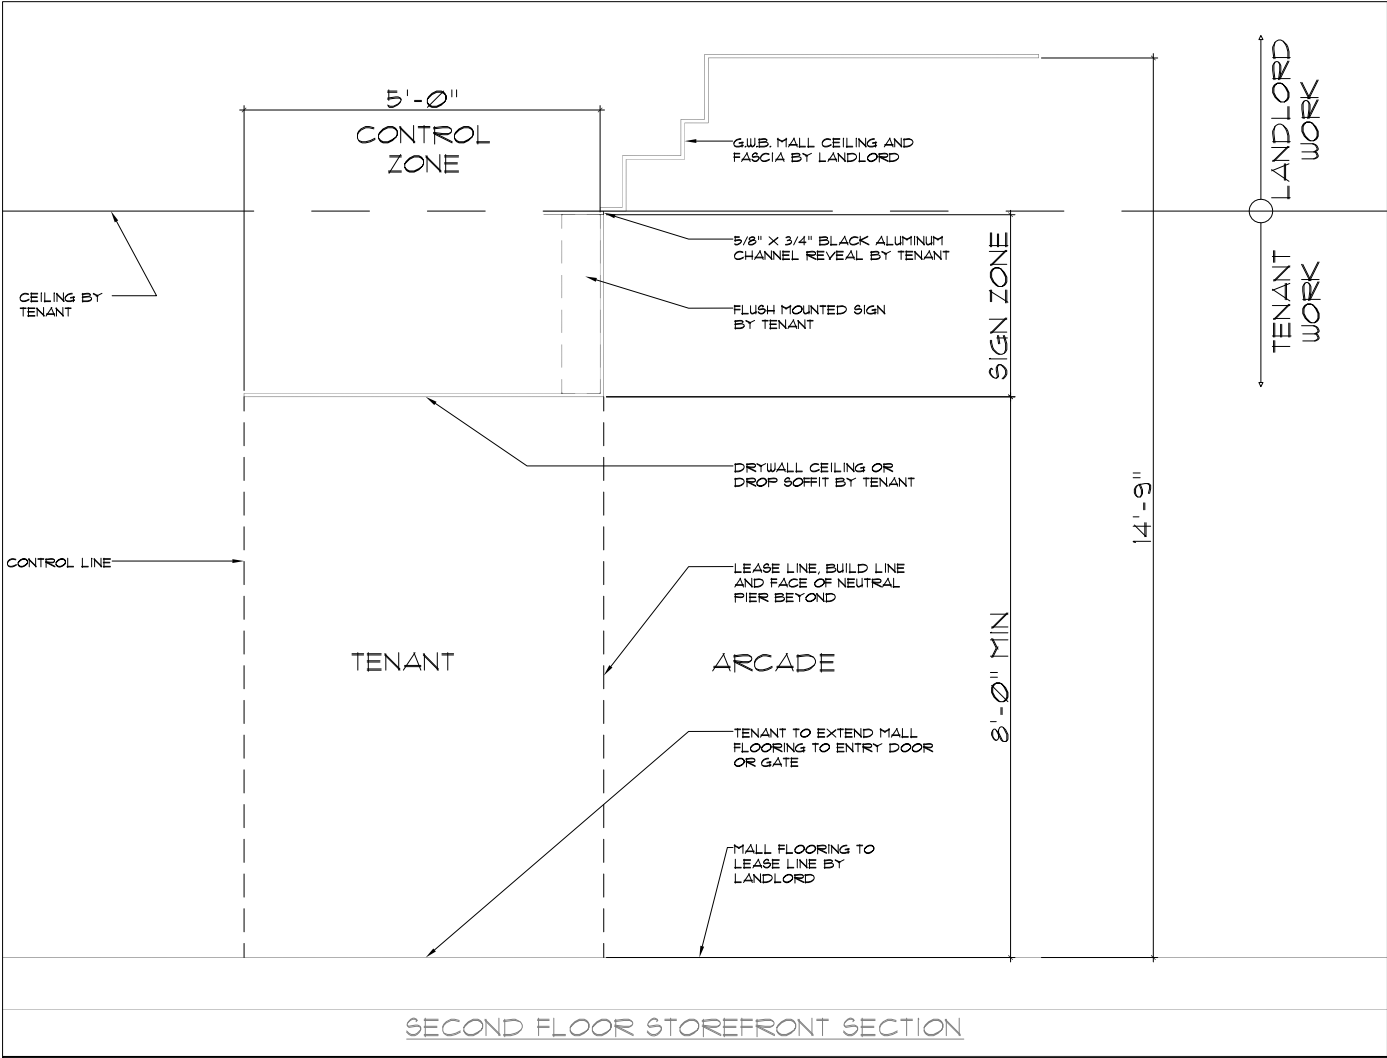 5'-0"
CONTROL
ZONE
G.W.B. MALL CEILING AND
FASCIA BY LANDLORD
LANDLORD
WORK
5/8" X 3/4" BLACK ALUMINUM
CHANNEL REVEAL BY TENANT
SIGN ZONE
TENANT
WORK
CEILING BY
TENANT
FLUSH MOUNTED SIGN
BY TENANT
DRYWALL CEILING OR
DROP SOFFIT BY TENANT
14'-9"
CONTROL LINE
LEASE LINE, BUILD LINE
AND FACE OF NEUTRAL
PIER BEYOND
TENANT
ARCADE
8'-0" MIN
TENANT TO EXTEND MALL
FLOORING TO ENTRY DOOR
OR GATE
MALL FLOORING TO
LEASE LINE BY
LANDLORD
SECOND FLOOR STOREFRONT SECTION